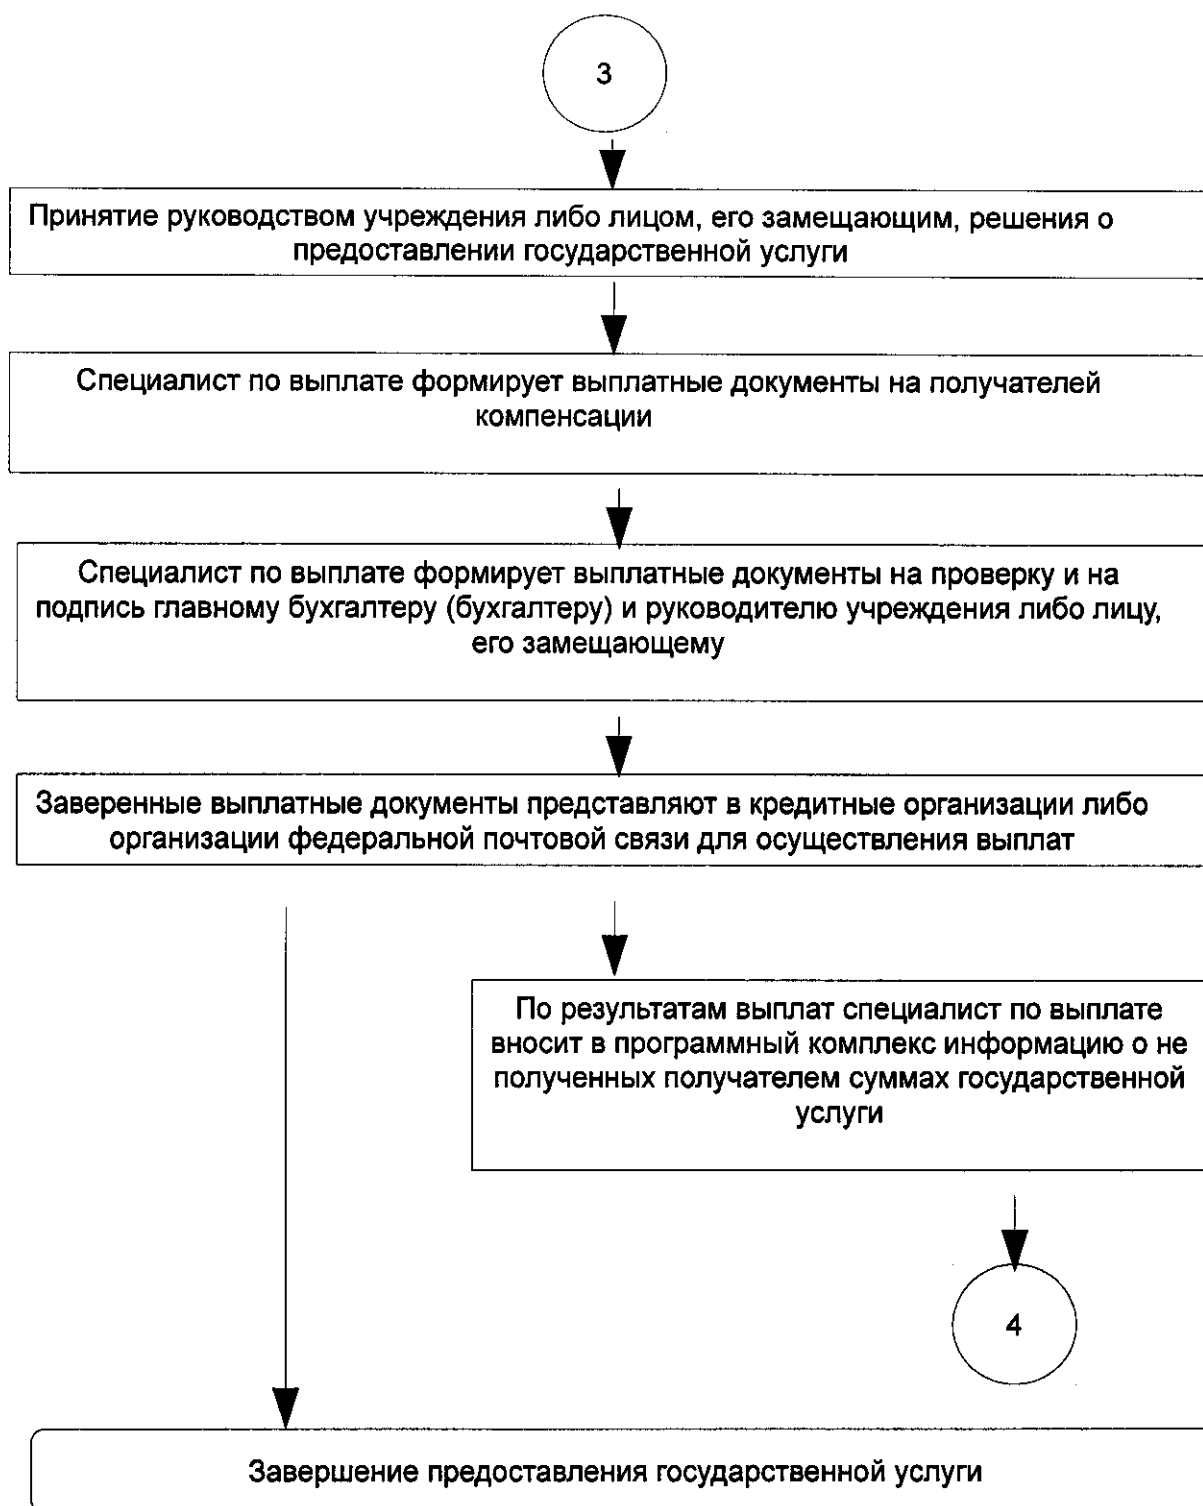 3
Принятие руководством учреждения либо лицом, его замещающим, решения о
предоставлении государственной услуги
Специалист по выплате формирует выплатные документы на получателей
компенсации
Специалист по выплате формирует выплатные документы на проверку и на
подпись главному бухгалтеру (бухгалтеру) и руководителю учреждения либо лицу,
его замещающему
Заверенные выплатные документы представляют в кредитные организации либо
организации федеральной почтовой связи для осуществления выплат
По результатам выплат специалист по выплате
вносит в программный комплекс информацию о не
полученных получателем суммах государственной
услуги
4
Завершение предоставления государственной услуги